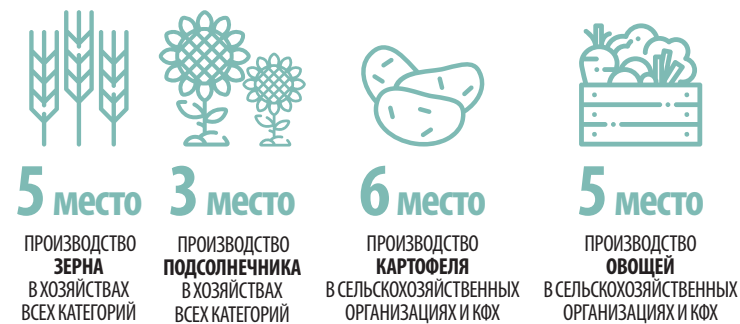 5 место
ПРОИЗВОДСТВО
ЗЕРНА
В ХОЗЯЙСТВАХ
ВСЕХ КАТЕГОРИЙ
3 место
ПРОИЗВОДСТВО
ПОДСОЛНЕЧНИКА
В ХОЗЯЙСТВАХ
ВСЕХ КАТЕГОРИЙ
6 место
ПРОИЗВОДСТВО
КАРТОФЕЛЯ
В СЕЛЬСКОХОЗЯЙСТВЕННЫХ
ОРГАНИЗАЦИЯХ И КФХ
5 место
ПРОИЗВОДСТВО
ОВОЩЕЙ
В СЕЛЬСКОХОЗЯЙСТВЕННЫХ
ОРГАНИЗАЦИЯХ И КФХ